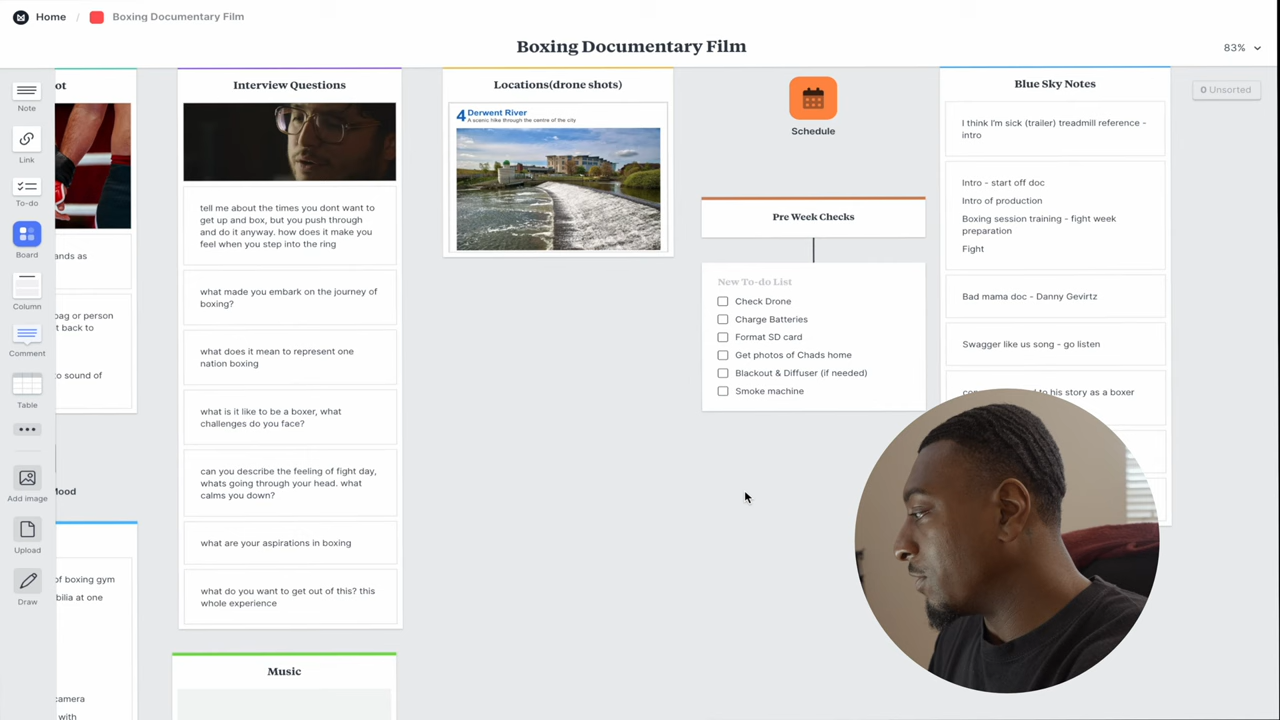 Home / Boxing Documentary Film
Boxing Documentary Film
83%
Note
Link
To-do
Board
Column
Comment
Table
Add image
Upload
Draw
ot
ands as
bag or person
t back to
o sound of
Mood
of boxing gym
bilia at one
camera
with
Interview Questions
tell me about the times you dont want to
get up and box, but you push through
and do it anyway. how does it make you
feel when you step into the ring
what made you embark on the journey of
boxing?
what does it mean to represent one
nation boxing
what is it like to be a boxer, what
challenges do you face?
can you describe the feeling of fight day,
whats going through your head. what
calms you down?
what are your aspirations in boxing
what do you want to get out of this? this
whole experience
Music
Locations(drone shots)
4 Derwent River
A scenic hike through the centre of the city
Schedule
Pre Week Checks
New To-do List
Check Drone
Charge Batteries
Format SD card
Get photos of Chads home
Blackout & Diffuser (if needed)
Smoke machine
Blue Sky Notes
I think I'm sick (trailer) treadmill reference -
intro
Intro - start off doc
Intro of production
Boxing session training - fight week
preparation
Fight
Bad mama doc - Danny Gevirtz
Swagger like us song - go listen
to his story as a boxer
0 Unsorted